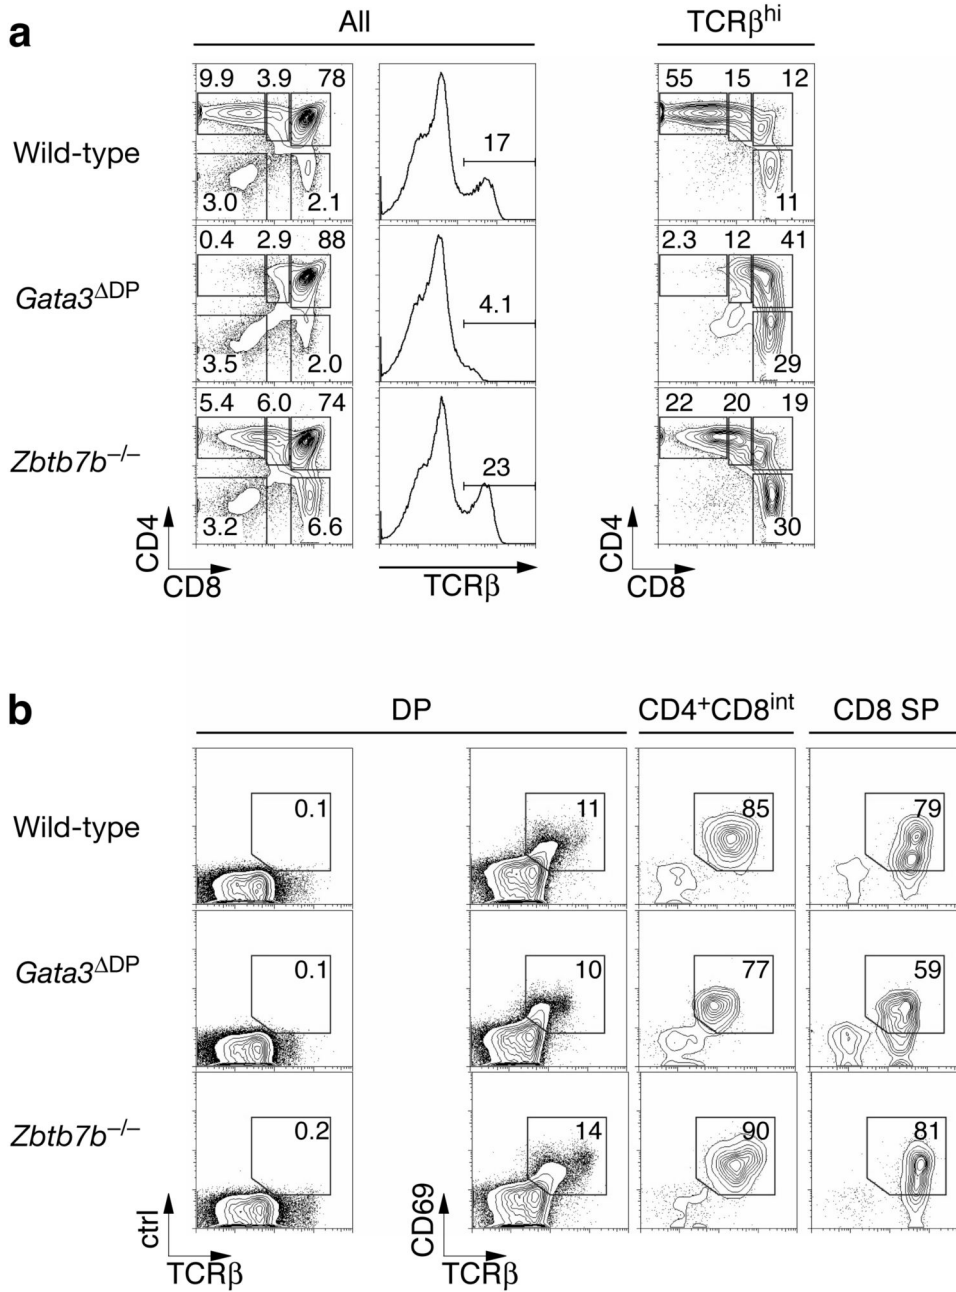 a
All
TCRβhi
9.9 3.9 78
17
55 15 12
Wild-type
3.0 2.1
11
0.4 2.9 88
2.3 12 41
Gata3ΔDP
4.1
3.5 2.0
29
5.4 6.0 74
22 20 19
Zbtb7b–/–
23
3.2 6.6
30
CD4
CD8
TCRβ
CD4
CD8
b
DP
CD4+CD8int
CD8 SP
Wild-type
0.1
11
85
79
Gata3ΔDP
0.1
10
77
59
Zbtb7b–/–
0.2
14
90
81
ctrl
TCRβ
CD69
TCRβ